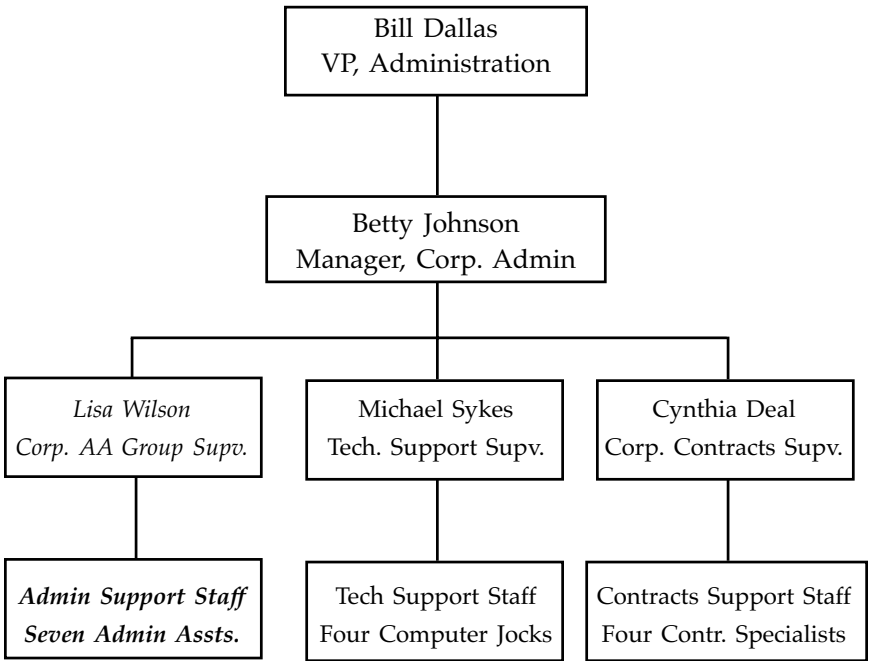 Bill Dallas
VP, Administration
Betty Johnson
Manager, Corp. Admin
Lisa Wilson
Corp. AA Group Supv.
Michael Sykes
Tech. Support Supv.
Cynthia Deal
Corp. Contracts Supv.
Admin Support Staff
Seven Admin Assts.
Tech Support Staff
Four Computer Jocks
Contracts Support Staff
Four Contr. Specialists